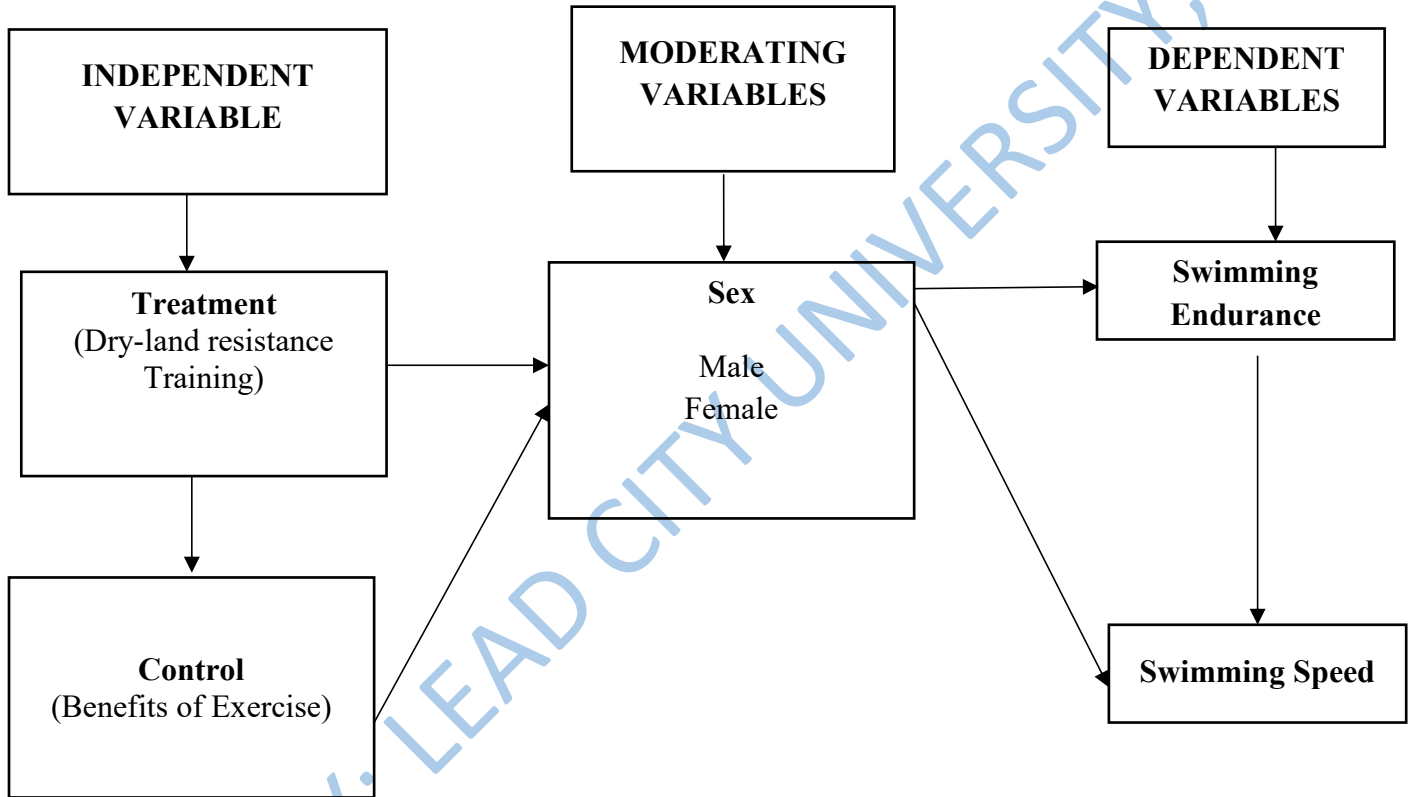 INDEPENDENT
VARIABLE
MODERATING
VARIABLES
DEPENDENT
VARIABLES
Treatment
(Dry-land resistance
Training)
Sex
Male
Female
Swimming
Endurance
Control
(Benefits of Exercise)
Swimming Speed
: LEAD CITY UNIVERSITY,